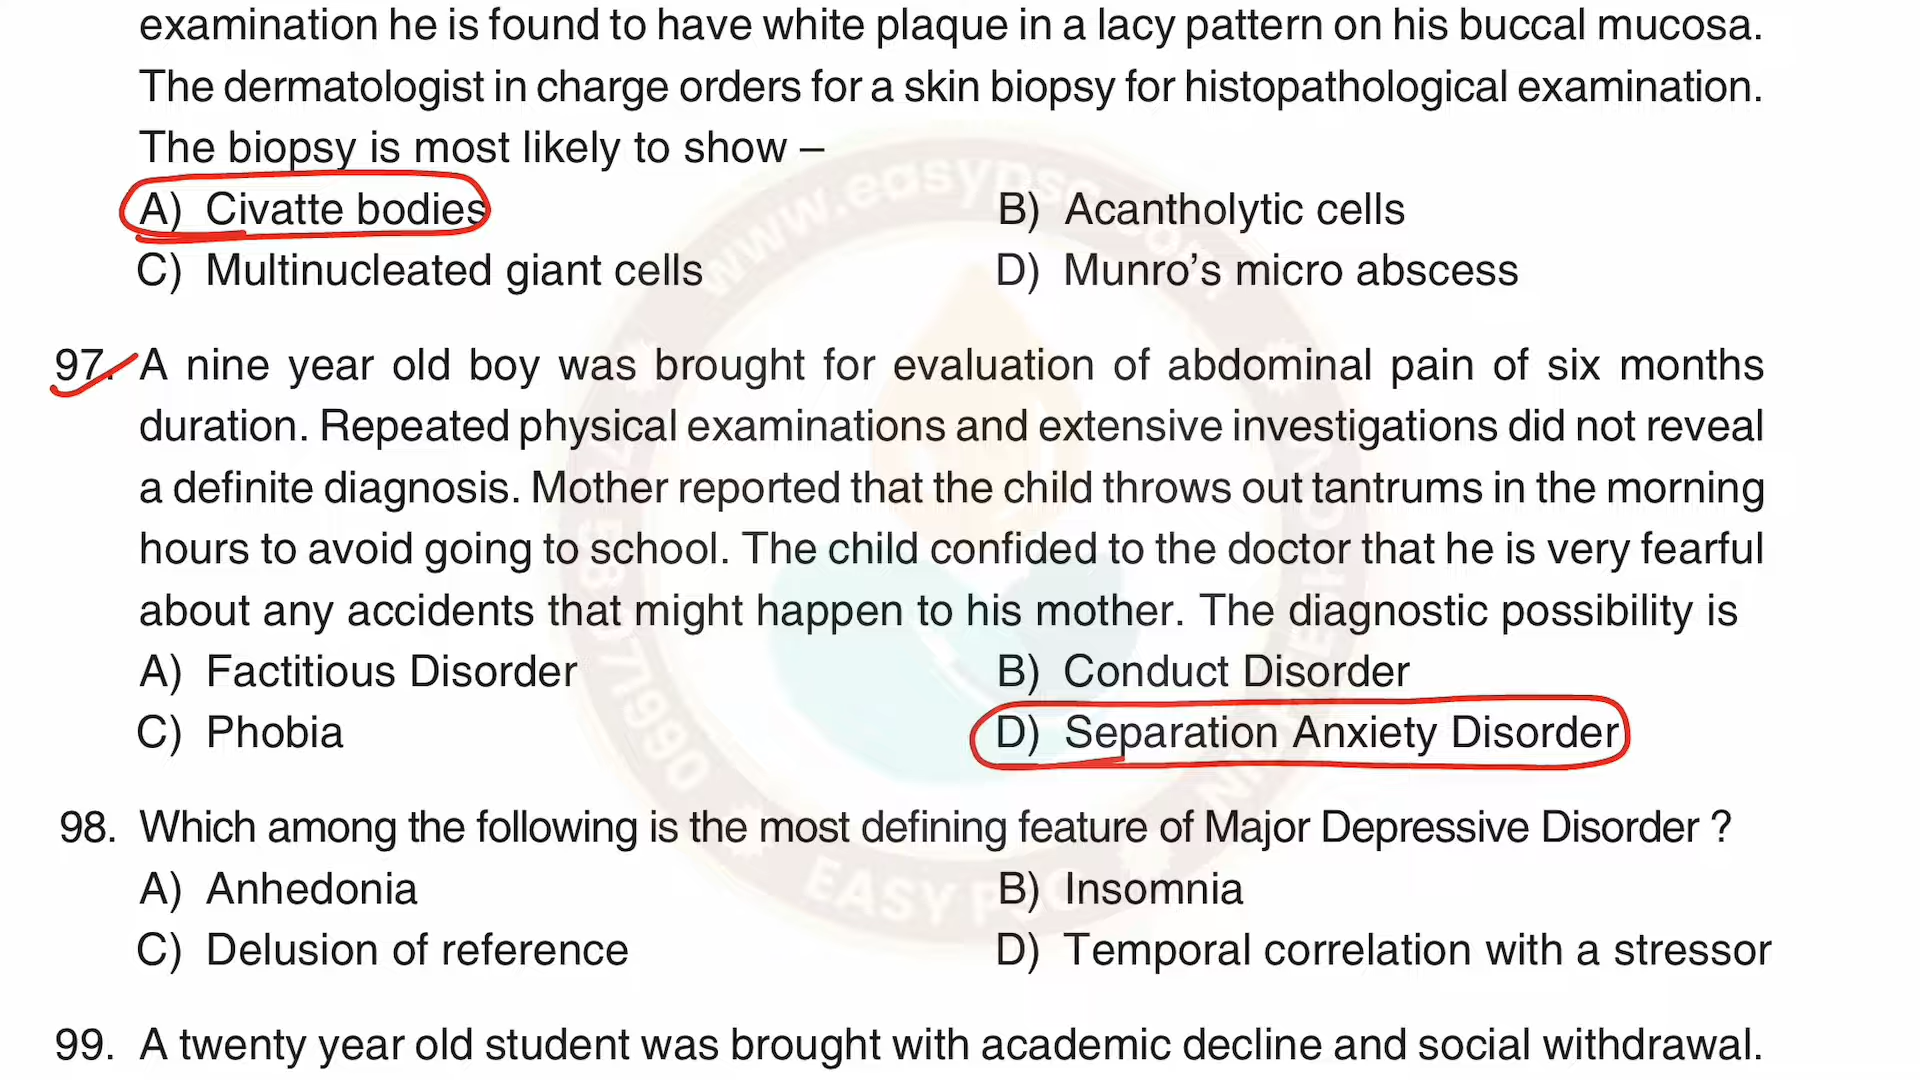 examination he is found to have white plaque in a lacy pattern on his buccal mucosa.
The dermatologist in charge orders for a skin biopsy for histopathological examination.
The biopsy is most likely to show –
A) Civatte bodies B) Acantholytic cells
C) Multinucleated giant cells D) Munro's micro abscess
97. A nine year old boy was brought for evaluation of abdominal pain of six months
duration. Repeated physical examinations and extensive investigations did not reveal
a definite diagnosis. Mother reported that the child throws out tantrums in the morning
hours to avoid going to school. The child confided to the doctor that he is very fearful
about any accidents that might happen to his mother. The diagnostic possibility is
A) Factitious Disorder B) Conduct Disorder
C) Phobia D) Separation Anxiety Disorder
98. Which among the following is the most defining feature of Major Depressive Disorder ?
A) Anhedonia B) Insomnia
C) Delusion of reference D) Temporal correlation with a stressor
99. A twenty year old student was brought with academic decline and social withdrawal.
EASY